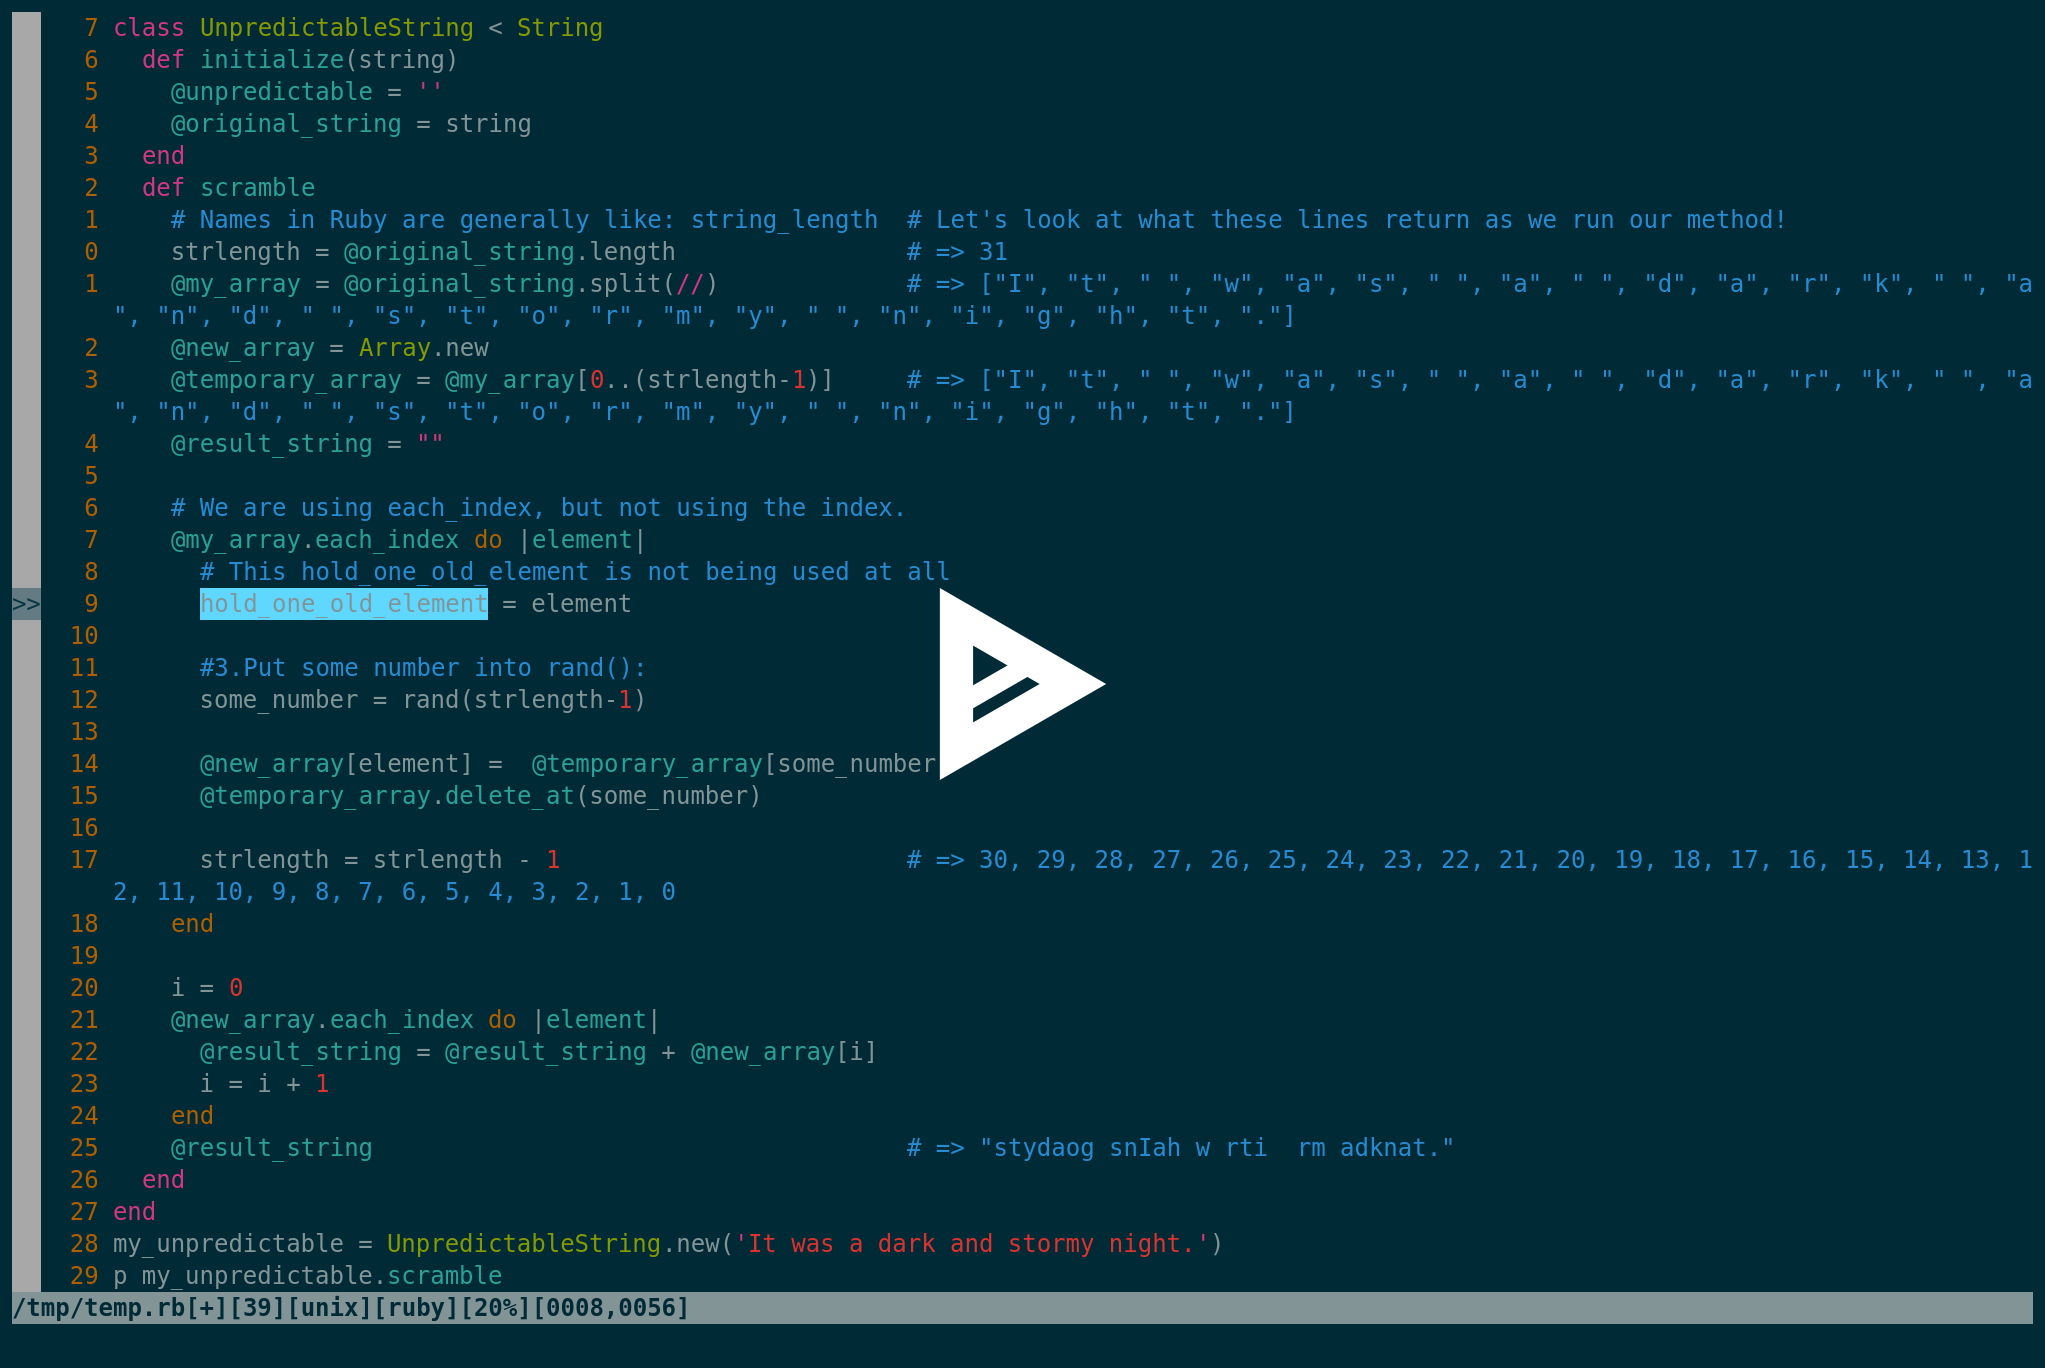 7 class UnpredictableString < String
6   def initialize(string)
5     @unpredictable = ''
4     @original_string = string
3   end
2   def scramble
1     # Names in Ruby are generally like: string_length  # Let's look at what these lines return as we run our method!
0     strlength = @original_string.length                # => 31
1     @my_array = @original_string.split(//)             # => ["I", "t", " ", "w", "a", "s", " ", "a", " ", "d", "a", "r", "k", " ", "a
", "n", "d", " ", "s", "t", "o", "r", "m", "y", " ", "n", "i", "g", "h", "t", "."]
2     @new_array = Array.new
3     @temporary_array = @my_array[0..(strlength-1)]     # => ["I", "t", " ", "w", "a", "s", " ", "a", " ", "d", "a", "r", "k", " ", "a
", "n", "d", " ", "s", "t", "o", "r", "m", "y", " ", "n", "i", "g", "h", "t", "."]
4     @result_string = ""
5
6     # We are using each_index, but not using the index.
7     @my_array.each_index do |element|
8       # This hold_one_old_element is not being used at all
>> 9       hold_one_old_element = element
10
11       #3.Put some number into rand():
12       some_number = rand(strlength-1)
13
14       @new_array[element] =  @temporary_array[some_number
15       @temporary_array.delete_at(some_number)
16
17       strlength = strlength - 1                        # => 30, 29, 28, 27, 26, 25, 24, 23, 22, 21, 20, 19, 18, 17, 16, 15, 14, 13, 1
2, 11, 10, 9, 8, 7, 6, 5, 4, 3, 2, 1, 0
18     end
19
20     i = 0
21     @new_array.each_index do |element|
22       @result_string = @result_string + @new_array[i]
23       i = i + 1
24     end
25     @result_string                                     # => "stydaog snIah w rti  rm adknat."
26   end
27 end
28 my_unpredictable = UnpredictableString.new('It was a dark and stormy night.')
29 p my_unpredictable.scramble
/tmp/temp.rb[+][39][unix][ruby][20%][0008,0056]